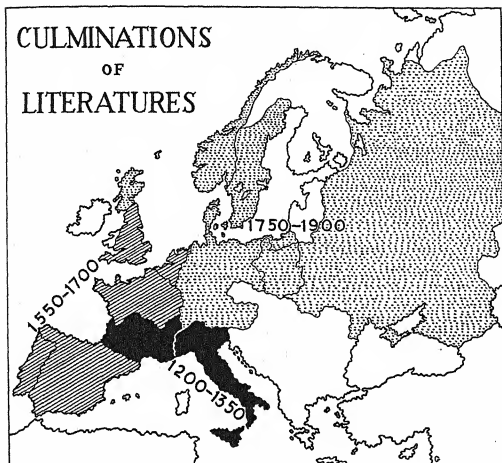 CULMINATIONS
OF
LITERATURES
1750-1900
1550-1700
1200-1350